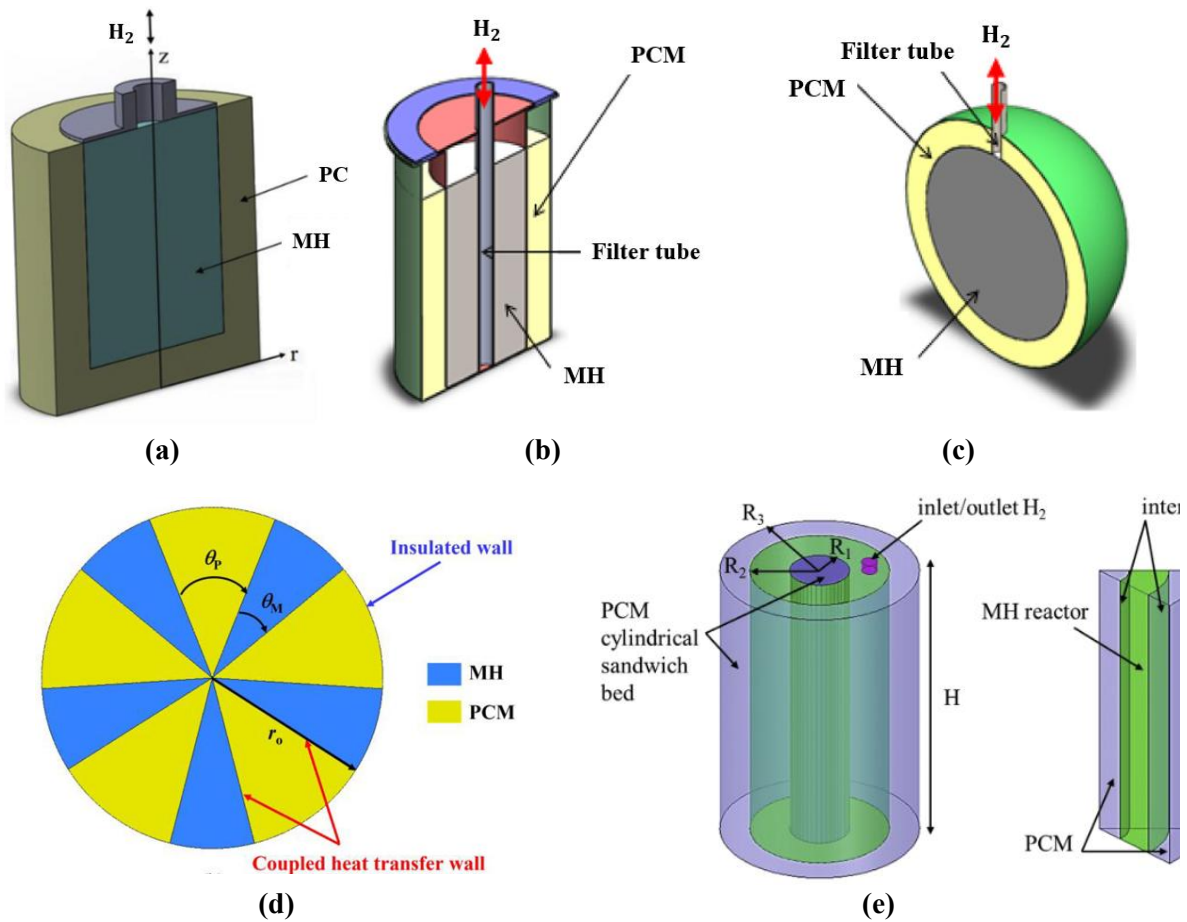 H₂
z
PC
MH
r
(a)
H₂
PCM
Filter tube
MH
(b)
H₂
Filter tube
PCM
MH
(c)
θP
θM
Insulated wall
MH
PCM
rₒ
Coupled heat transfer wall
(d)
R₃
inlet/outlet H₂
R₁
R₂
PCM
cylindrical
sandwich
bed
H
inter
MH reactor
PCM
(e)